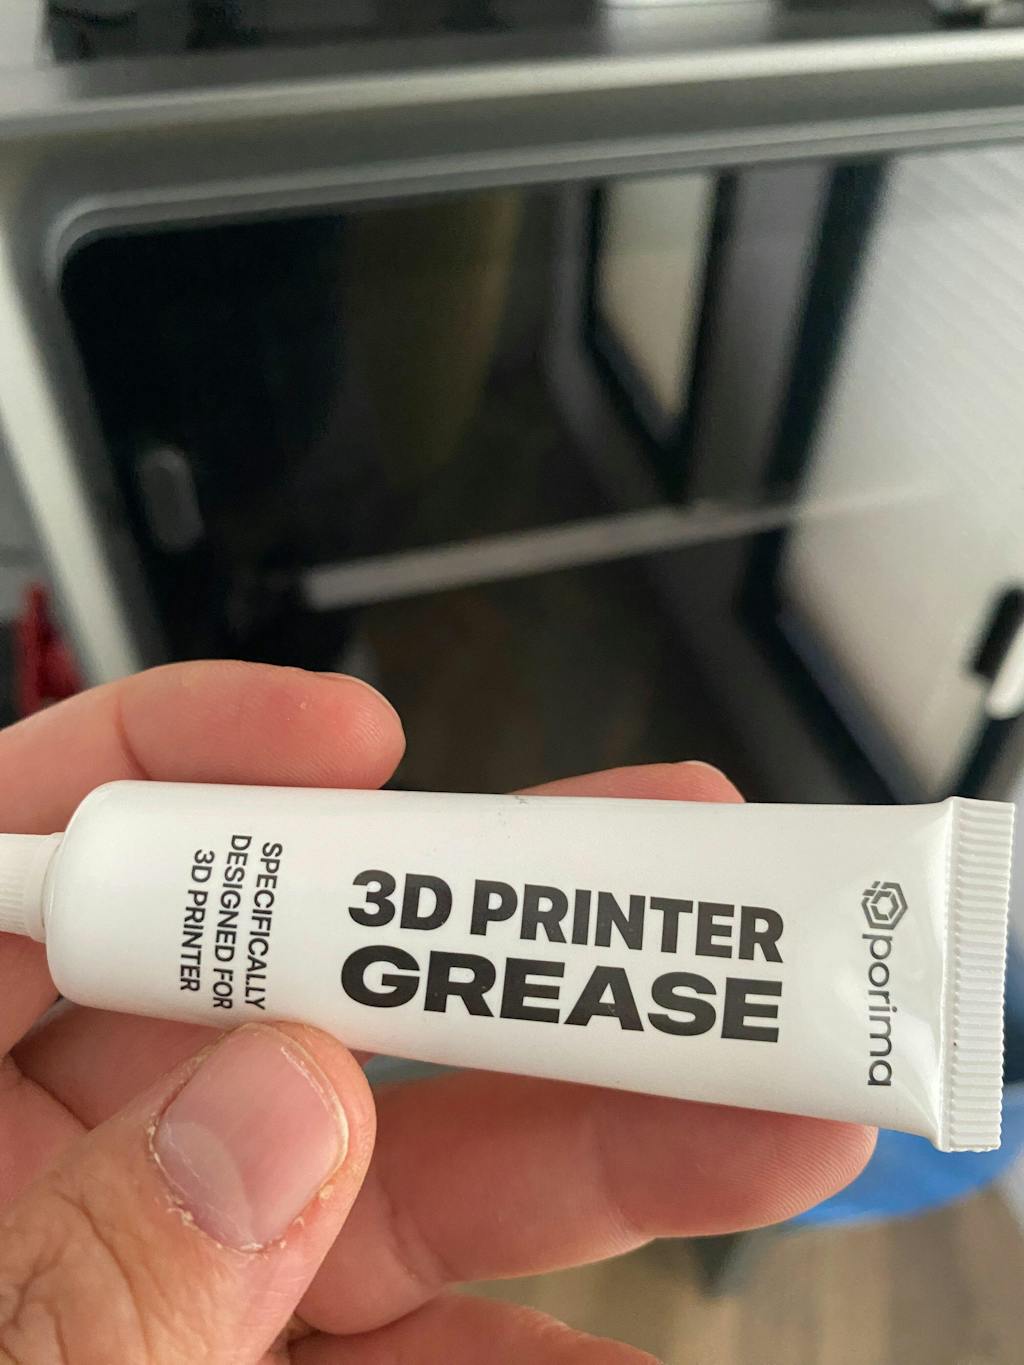 3D PRINTER
GREASE
SPECIFICALLY
DESIGNED FOR
3D PRINTER
porima